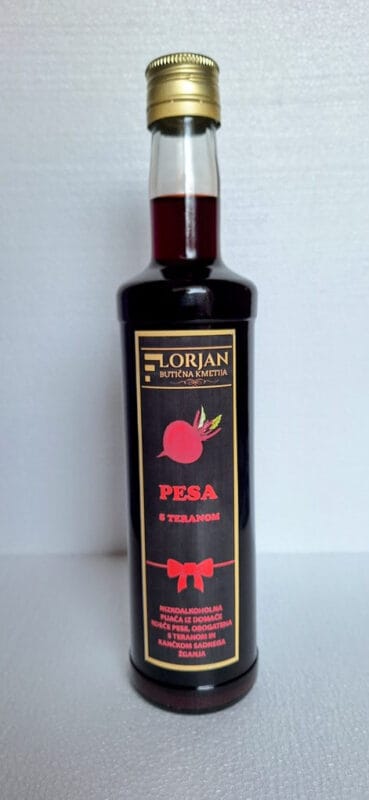 FLORJAN
BUTIČNA KMETIJA
PESA
S TERANOM
NIZKOALKOHOLNA
PIJAČA IZ DOMAČE
RDEČE PESE, OBOGATENA
S TERANOM IN
KANČKOM SADNEGA
ŽGANJA